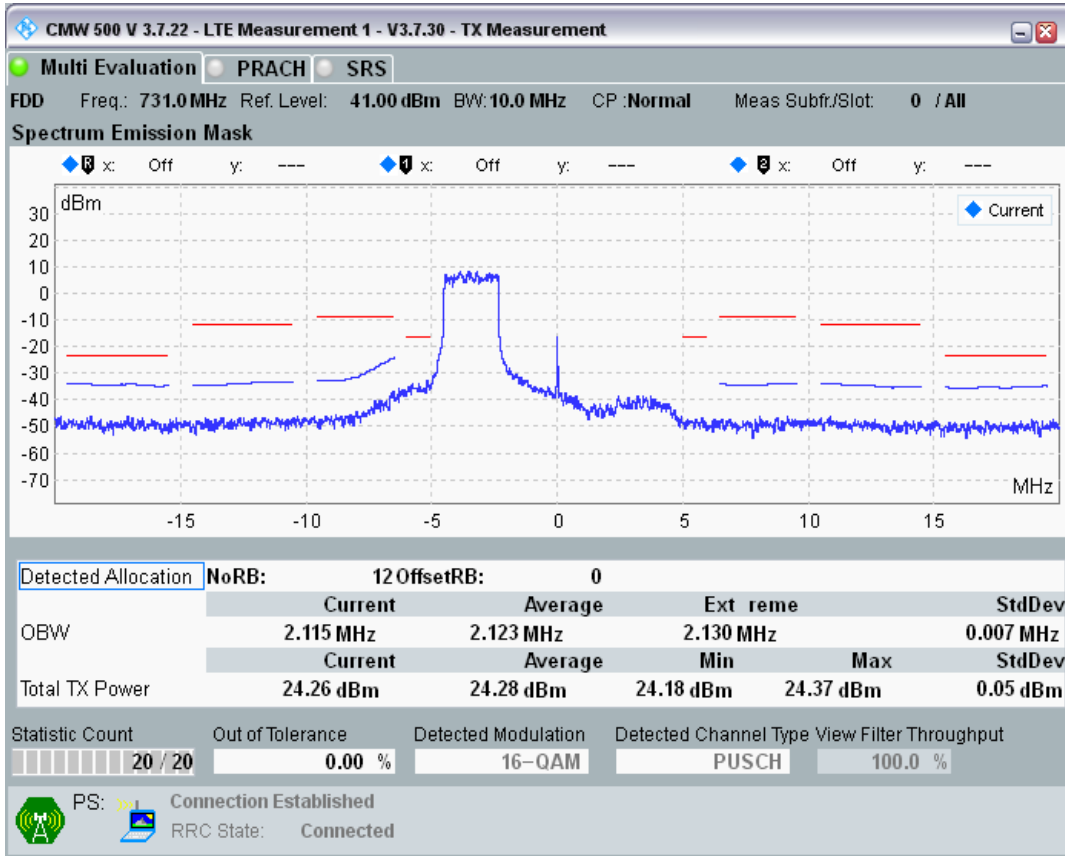 CMW 500 V 3.7.22 - LTE Measurement 1 - V3.7.30 - TX Measurement
Multi Evaluation PRACH SRS
FDD Freq.: 731.0 MHz Ref. Level: 41.00 dBm BW: 10.0 MHz CP :Normal Meas Subfr./Slot: 0 / All
Spectrum Emission Mask
R x: Off y: --- 1 x: Off y: --- 2 x: Off y: ---
dBm
Current
30
20
10
0
-10
-20
-30
-40
-50
-60
-70
MHz
-15 -10 -5 0 5 10 15
Detected Allocation NoRB: 12 OffsetRB: 0
Current Average Ext reme StdDev
OBW 2.115 MHz 2.123 MHz 2.130 MHz 0.007 MHz
Current Average Min Max StdDev
Total TX Power 24.26 dBm 24.28 dBm 24.18 dBm 24.37 dBm 0.05 dBm
Statistic Count Out of Tolerance Detected Modulation Detected Channel Type View Filter Throughput
20 / 20 0.00 % 16-QAM PUSCH 100.0 %
PS: Connection Established
RRC State: Connected